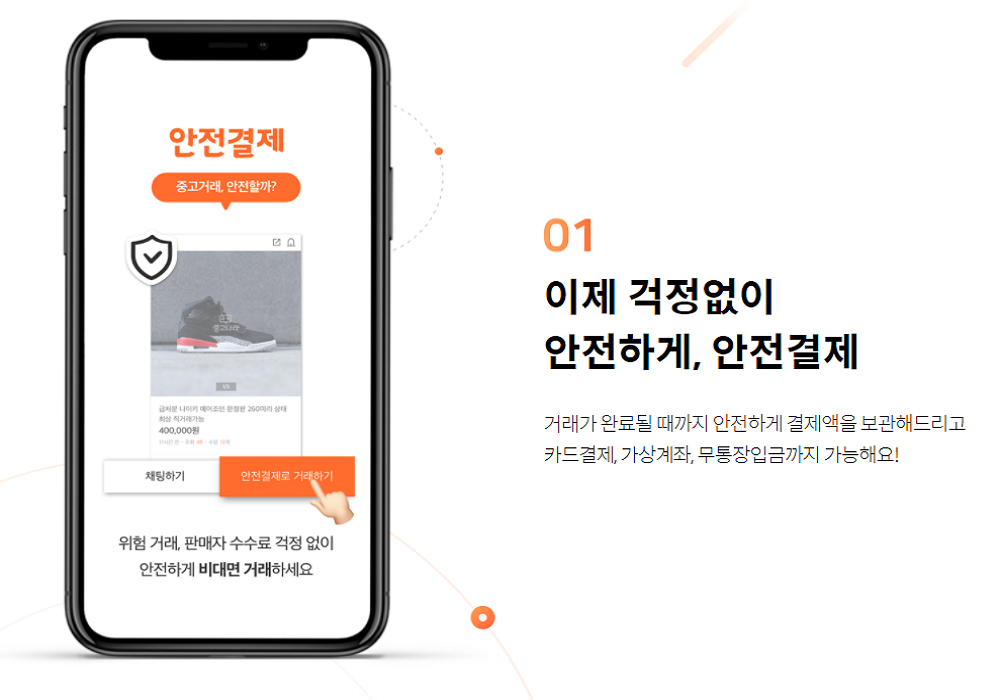 안전결제
중고거래, 안전할까?
중고나라
1/5
급처분 나이키 에어조던 한정판 260미리 상태
최상 직거래가능
400,000원
채팅하기
안전결제로 거래하기
위험 거래, 판매자 수수료 걱정 없이
안전하게 비대면 거래하세요
01
이제 걱정없이
안전하게, 안전결제
거래가 완료될 때까지 안전하게 결제액을 보관해드리고
카드결제, 가상계좌, 무통장입금까지 가능해요!